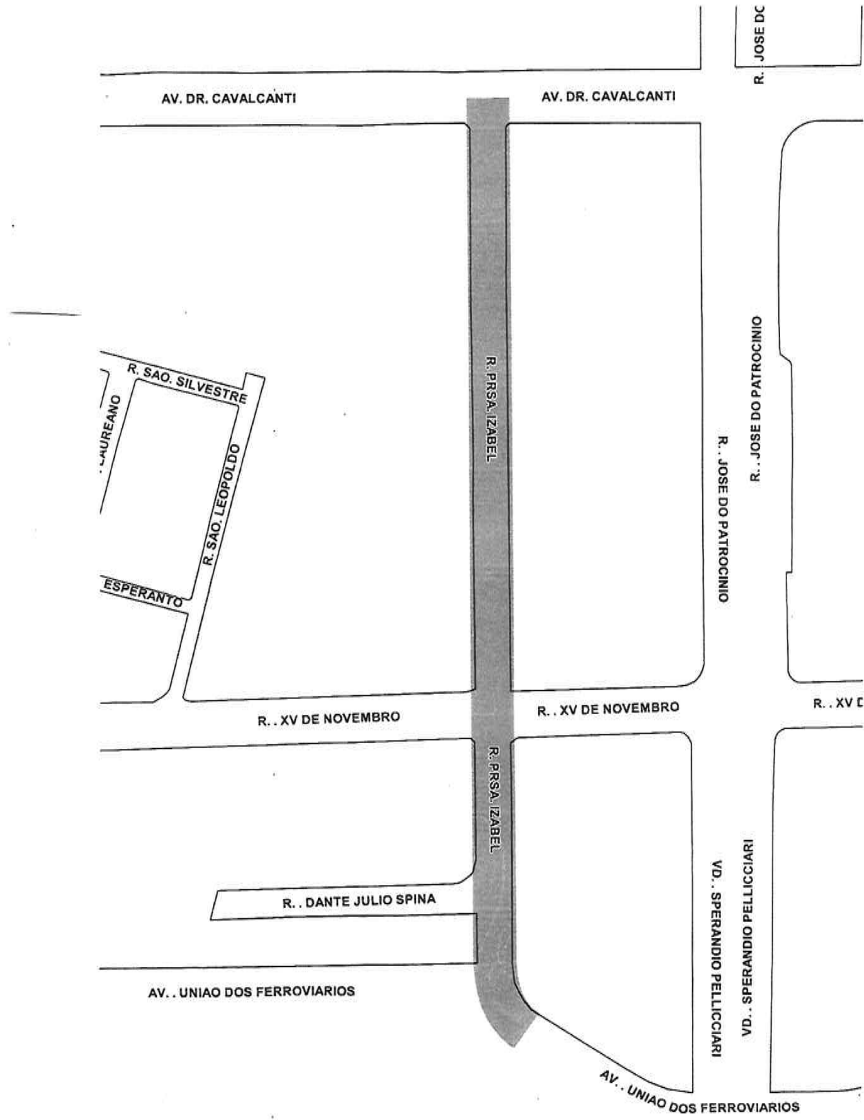 R. . JOSE DO
AV. DR. CAVALCANTI
AV. DR. CAVALCANTI
R. SAO. SILVESTRE
LAUREANO
R. SAO. LEOPOLDO
ESPERANTO
R. PRSA. IZABEL
R. . JOSE DO PATROCINIO
R. . JOSE DO PATROCINIO
R. . XV DE NOVEMBRO
R. . XV DE NOVEMBRO
R. . XV D
R. PRSA. IZABEL
R. . DANTE JULIO SPINA
VD. . SPERANDIO PELLICCIARI
VD. . SPERANDIO PELLICCIARI
AV. . UNIAO DOS FERROVIARIOS
AV. . UNIAO DOS FERROVIARIOS